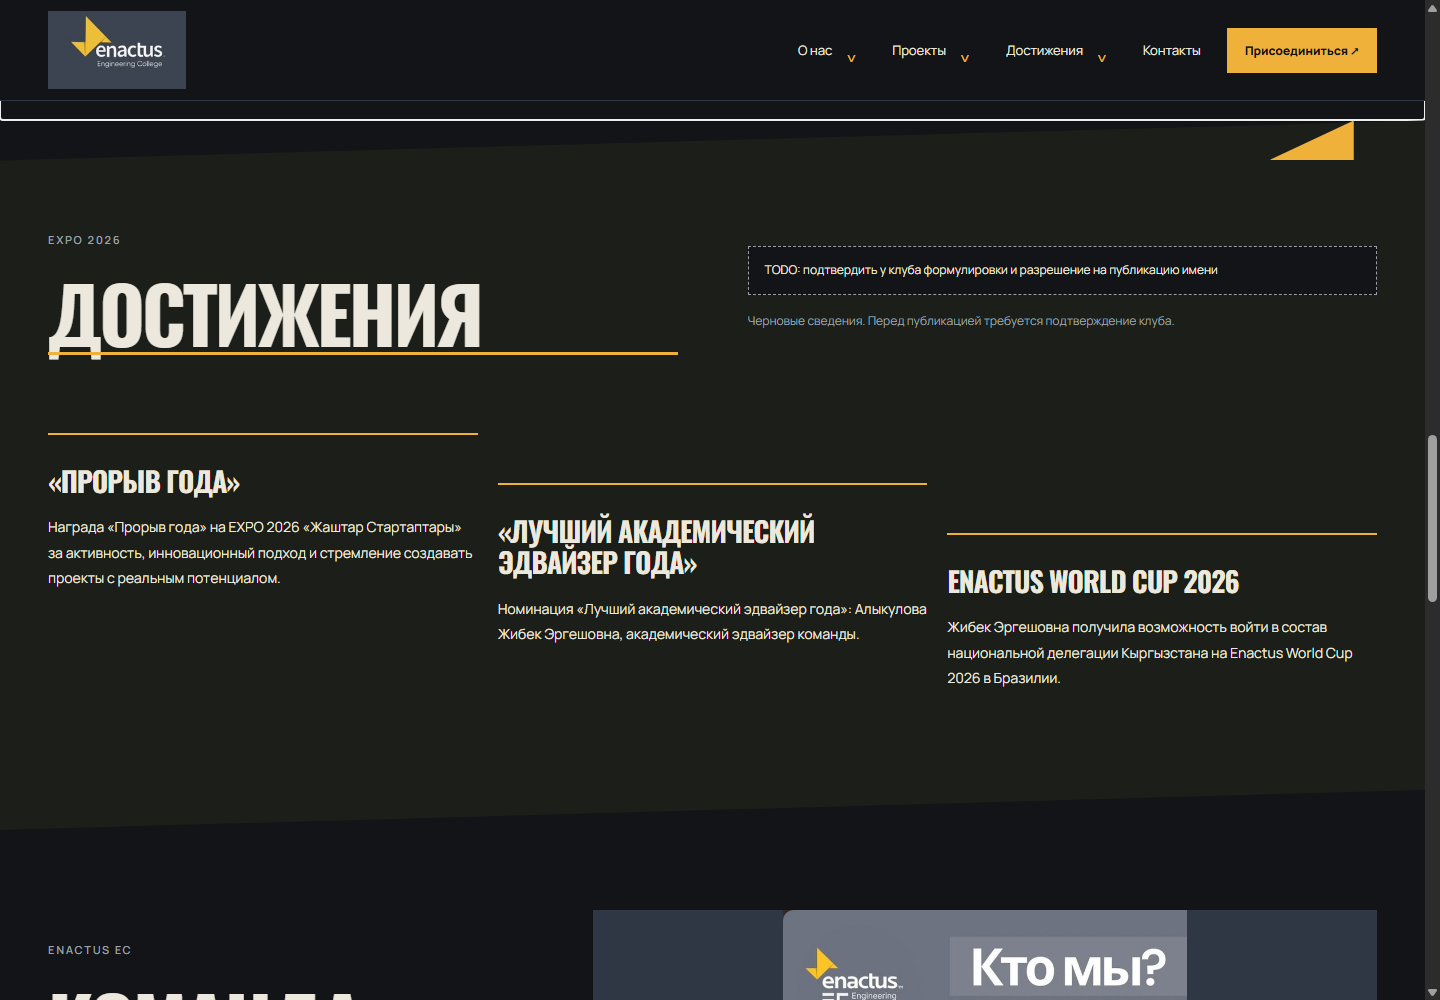 enactus
Engineering College
О нас
Проекты
Достижения
Контакты
Присоединиться ↗
EXPO 2026
ДОСТИЖЕНИЯ
TODO: подтвердить у клуба формулировки и разрешение на публикацию имени
Черновые сведения. Перед публикацией требуется подтверждение клуба.
«ПРОРЫВ ГОДА»
Награда «Прорыв года» на EXPO 2026 «Жаштар Стартаптары»
за активность, инновационный подход и стремление создавать
проекты с реальным потенциалом.
«ЛУЧШИЙ АКАДЕМИЧЕСКИЙ
ЭДВАЙЗЕР ГОДА»
Номинация «Лучший академический эдвайзер года»: Алыкулова
Жибек Эргешовна, академический эдвайзер команды.
ENACTUS WORLD CUP 2026
Жибек Эргешовна получила возможность войти в состав
национальной делегации Кыргызстана на Enactus World Cup
2026 в Бразилии.
ENACTUS EC
КОМАНДА
enactus
Engineering
Кто мы?